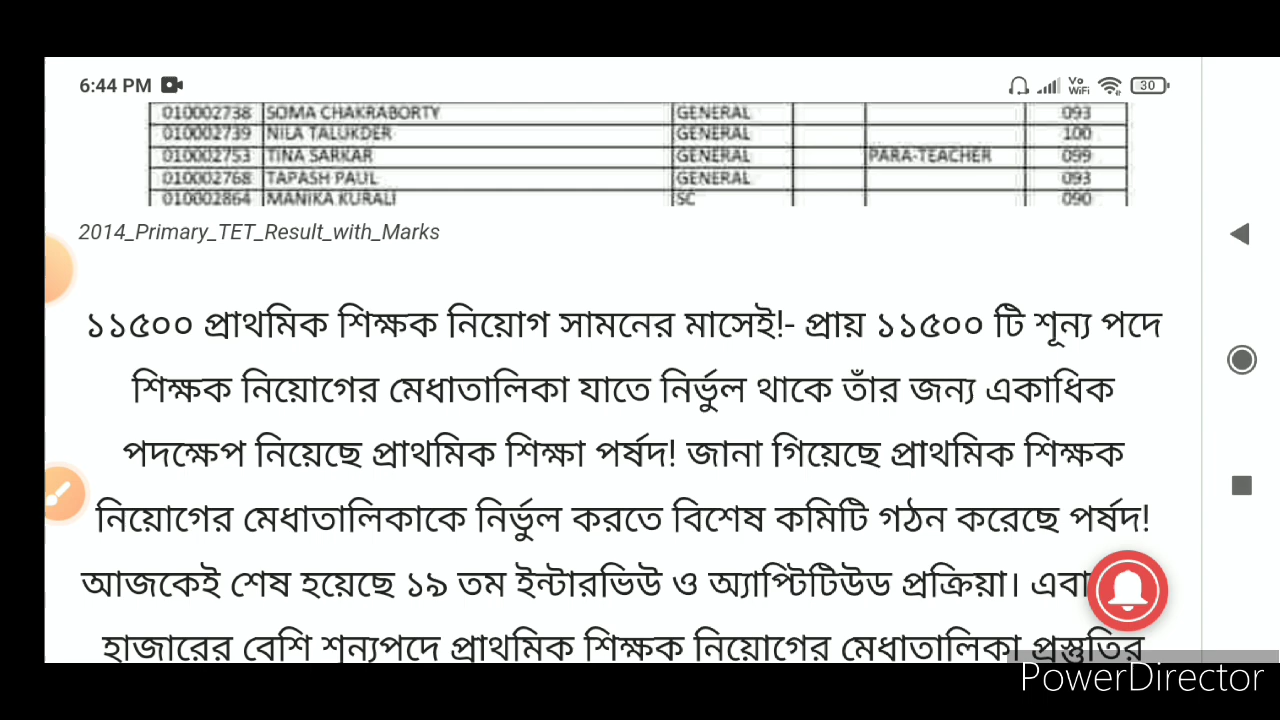 6:44 PM
Vo WiFi 30
010002738 SOMA CHAKRABORTY GENERAL 093
010002739 NILA TALUKDER GENERAL 100
010002753 TINA SARKAR GENERAL PARA-TEACHER 099
010002768 TAPASH PAUL GENERAL 093
010002864 MANIKA KURALI SC 090
2014_Primary_TET_Result_with_Marks
১১৫০০ প্রাথমিক শিক্ষক নিয়োগ সামনের মাসেই!- প্রায় ১১৫০০ টি শূন্য পদে
শিক্ষক নিয়োগের মেধাতালিকা যাতে নির্ভুল থাকে তাঁর জন্য একাধিক
পদক্ষেপ নিয়েছে প্রাথমিক শিক্ষা পর্ষদ! জানা গিয়েছে প্রাথমিক শিক্ষক
নিয়োগের মেধাতালিকাকে নির্ভুল করতে বিশেষ কমিটি গঠন করেছে পর্ষদ!
আজকেই শেষ হয়েছে ১৯ তম ইন্টারভিউ ও অ্যাপ্টিটিউড প্রক্রিয়া।
হাজারের বেশি শূন্যপদে প্রাথমিক শিক্ষক নিয়োগের মেধাতালিকা প্রস্তুতির
PowerDirector